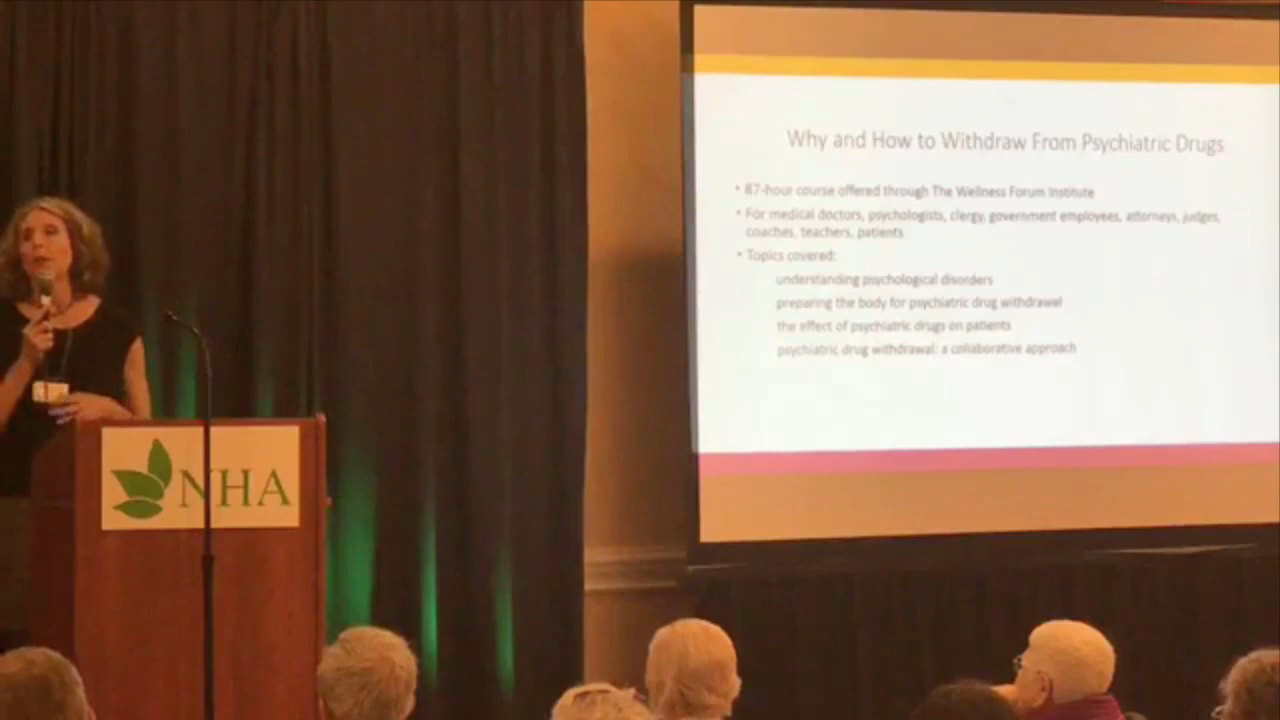 NHA
Why and How to Withdraw From Psychiatric Drugs
• 87-hour course offered through The Wellness Forum Institute
• For medical doctors, psychologists, clergy, government employees, attorneys, judges,
coaches, teachers, patients
• Topics covered:
understanding psychological disorders
preparing the body for psychiatric drug withdrawel
the effect of psychiatric drugs on patients
psychiatric drug withdrawal: a collaborative approach